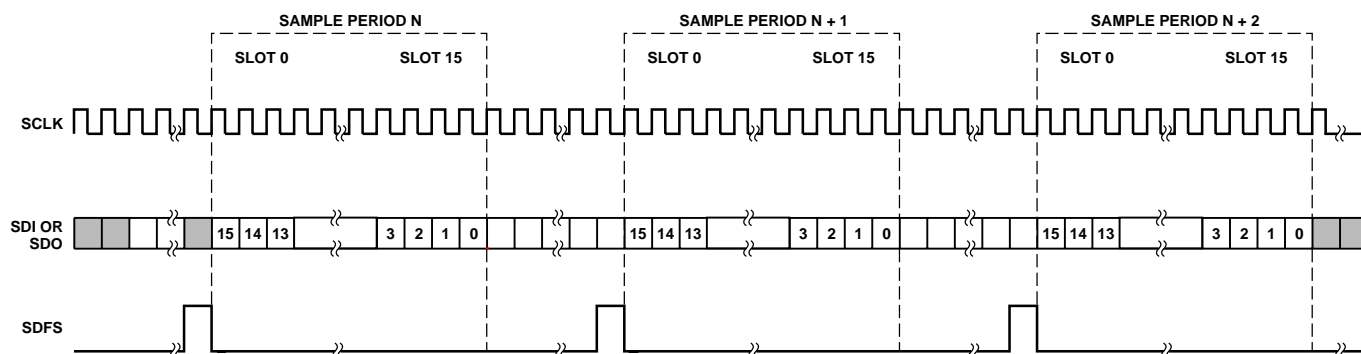 SAMPLE PERIOD N SAMPLE PERIOD N + 1 SAMPLE PERIOD N + 2
SLOT 0 SLOT 15 SLOT 0 SLOT 15 SLOT 0 SLOT 15
SCLK
SDI OR
SDO
15 14 13 3 2 1 0 15 14 13 3 2 1 0 15 14 13 3 2 1 0
SDFS